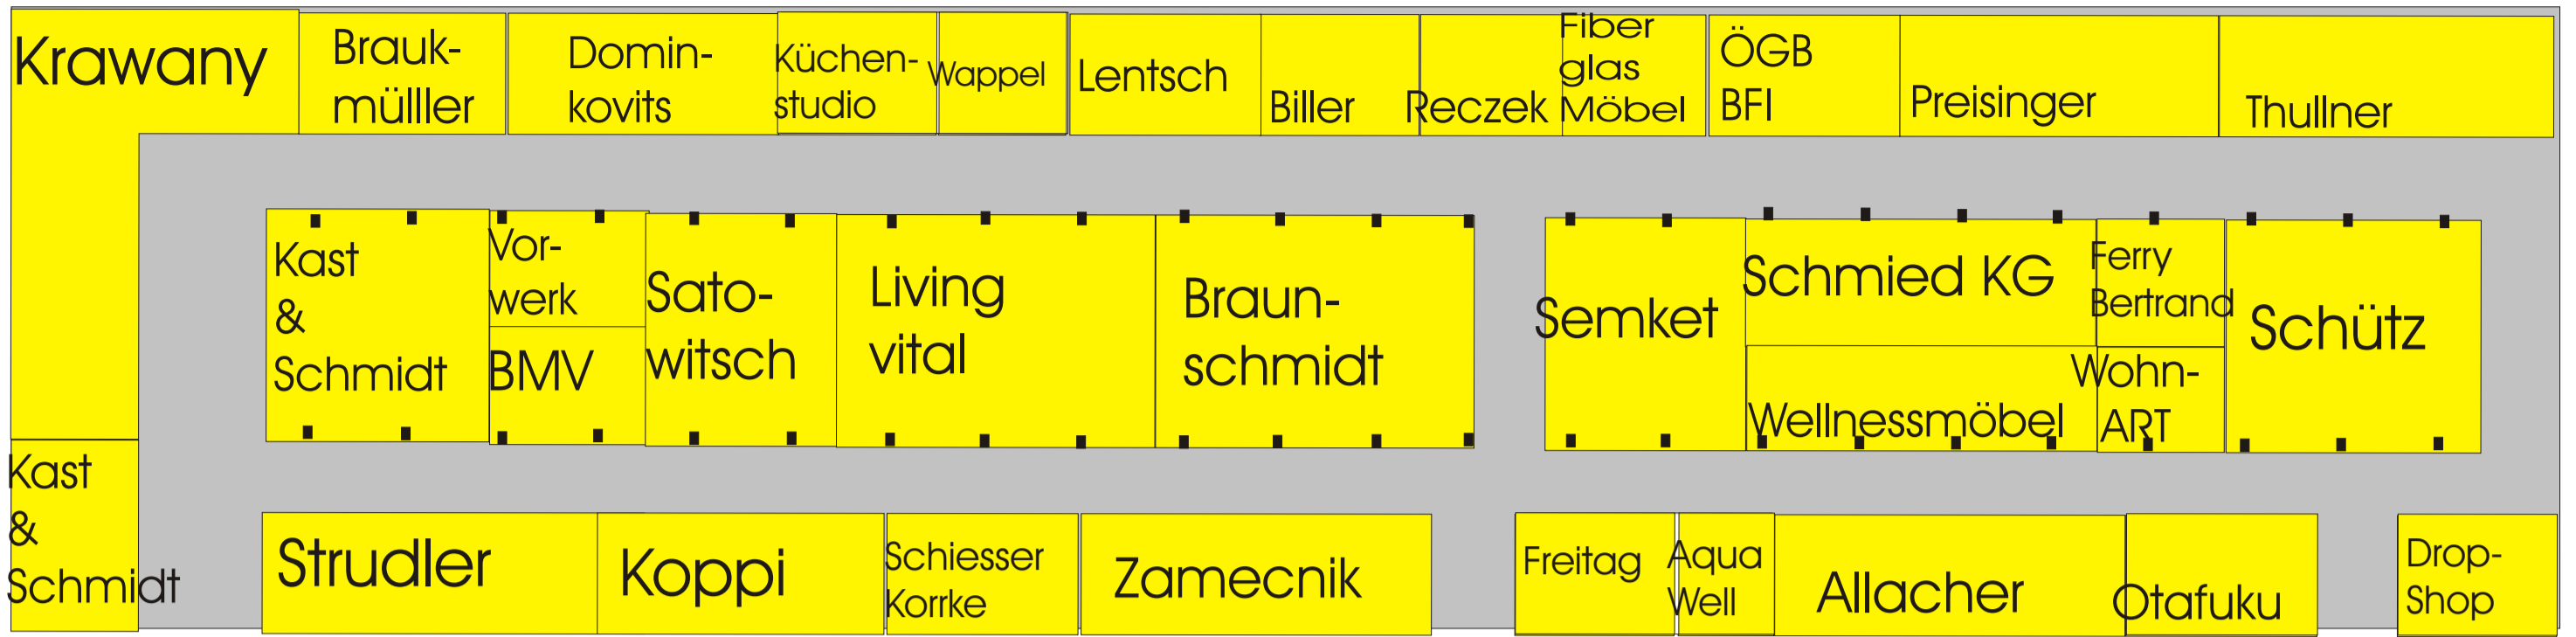 Krawany
Brauk-
mülller
Domin-
kovits
Küchen-
studio
Wappel
Lentsch
Biller
Reczek
Fiber
glas
Möbel
ÖGB
BFI
Preisinger
Thullner
Kast
&
Schmidt
Vor-
werk
BMV
Sato-
witsch
Living
vital
Braun-
schmidt
Semket
Schmied KG
Wellnessmöbel
Ferry
Bertrand
Wohn-
ART
Schütz
Kast
&
Schmidt
Strudler
Koppi
Schiesser
Korrke
Zamecnik
Freitag
Aqua
Well
Allacher
Otafuku
Drop-
Shop